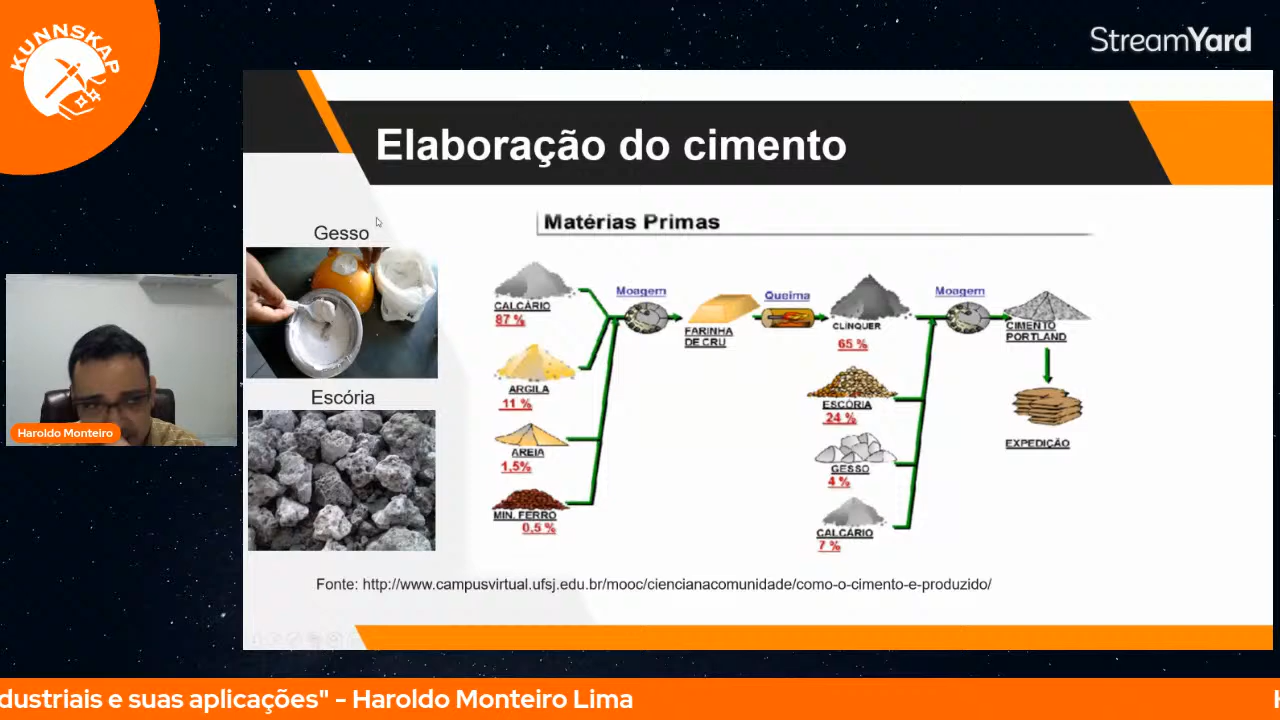 KUNNSKAP
StreamYard
Elaboração do cimento
Matérias Primas
Gesso
Escória
CALCÁRIO
87 %
ARGILA
11 %
AREIA
1,5%
MIN. FERRO
0,5 %
Moagem
FARINHA
DE CRU
Queima
CLÍNQUER
65 %
ESCÓRIA
24 %
GESSO
4 %
CALCÁRIO
7 %
Moagem
CIMENTO
PORTLAND
EXPEDIÇÃO
Fonte: http://www.campusvirtual.ufsj.edu.br/mooc/ciencianacomunidade/como-o-cimento-e-produzido/
Haroldo Monteiro
dustriais e suas aplicações" - Haroldo Monteiro Lima